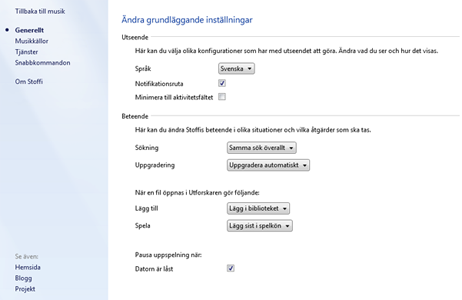 Tillbaka till musik
Generellt
Musikkällor
Tjänster
Snabbkommandon
Om Stoffi
Ändra grundläggande inställningar
Utseende
Här kan du välja olika konfigurationer som har med utseendet att göra. Ändra vad du ser och hur det visas.
Språk Svenska
Notifikationsruta
Minimera till aktivitetsfältet
Beteende
Här kan du ändra Stoffis beteende i olika situationer och vilka åtgärder som ska tas.
Sökning Samma sök överallt
Uppgradering Uppgradera automatiskt
När en fil öppnas i Utforskaren gör följande:
Lägg till Lägg i biblioteket
Spela Lägg sist i spelkön
Pausa uppspelning när:
Datorn är låst
Se även:
Hemsida
Blogg
Projekt